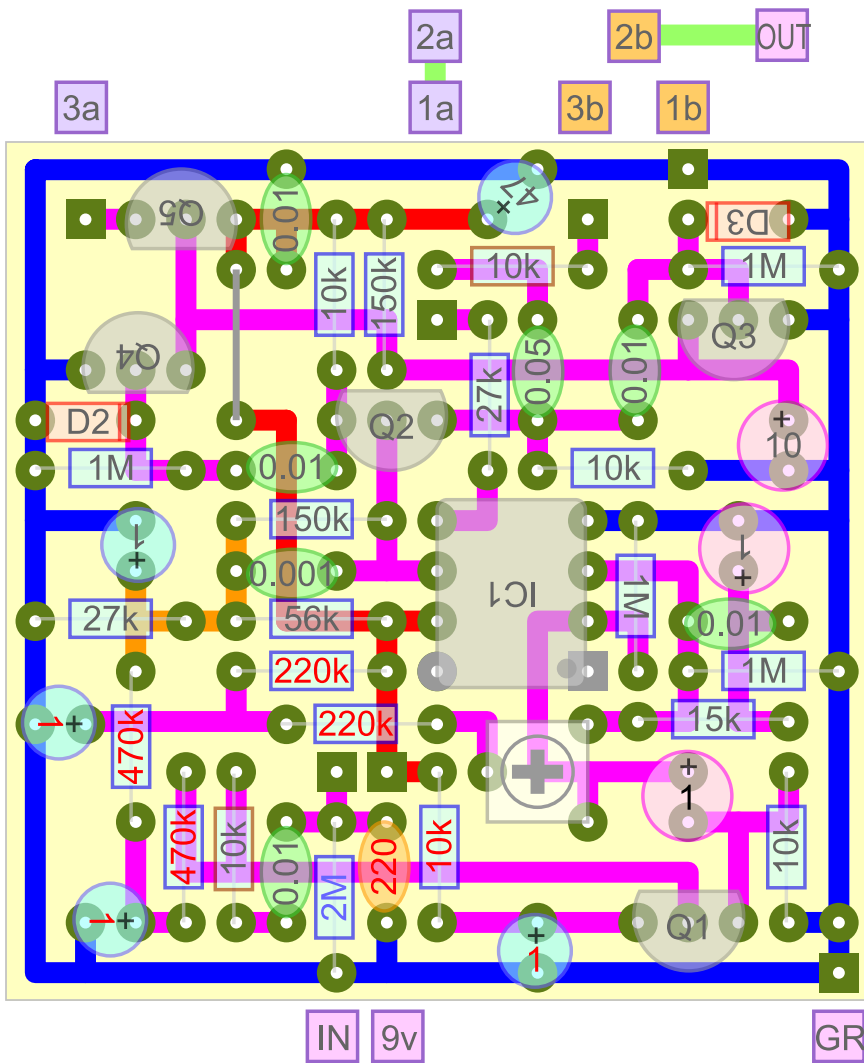 2a 2b OUT
3a 1a 3b 1b
Q5 0.01 47 + D3
10k 150k 10k 1M
Q4 27k 0.05 0.01 Q3
D2 Q2 + 10
1M 0.01 10k
1 + 150k IC1 1M 1 +
0.001
27k 56k 0.01
220k 1M
1 + 470k 220k 15k
+ 1
470k 10k 0.01 2M 220 10k 10k
1 + + 1 Q1
IN 9v GR